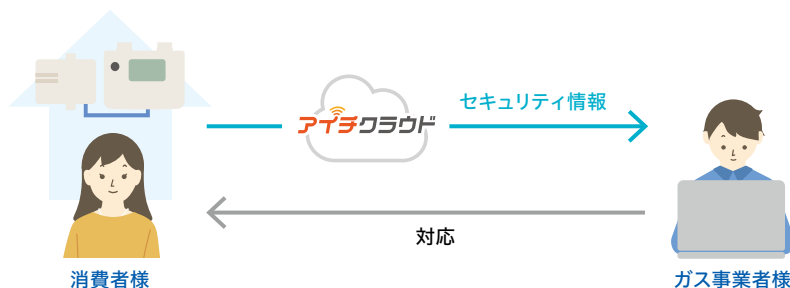 セキュリティ情報
アイチクラウド
対応
消費者様
ガス事業者様